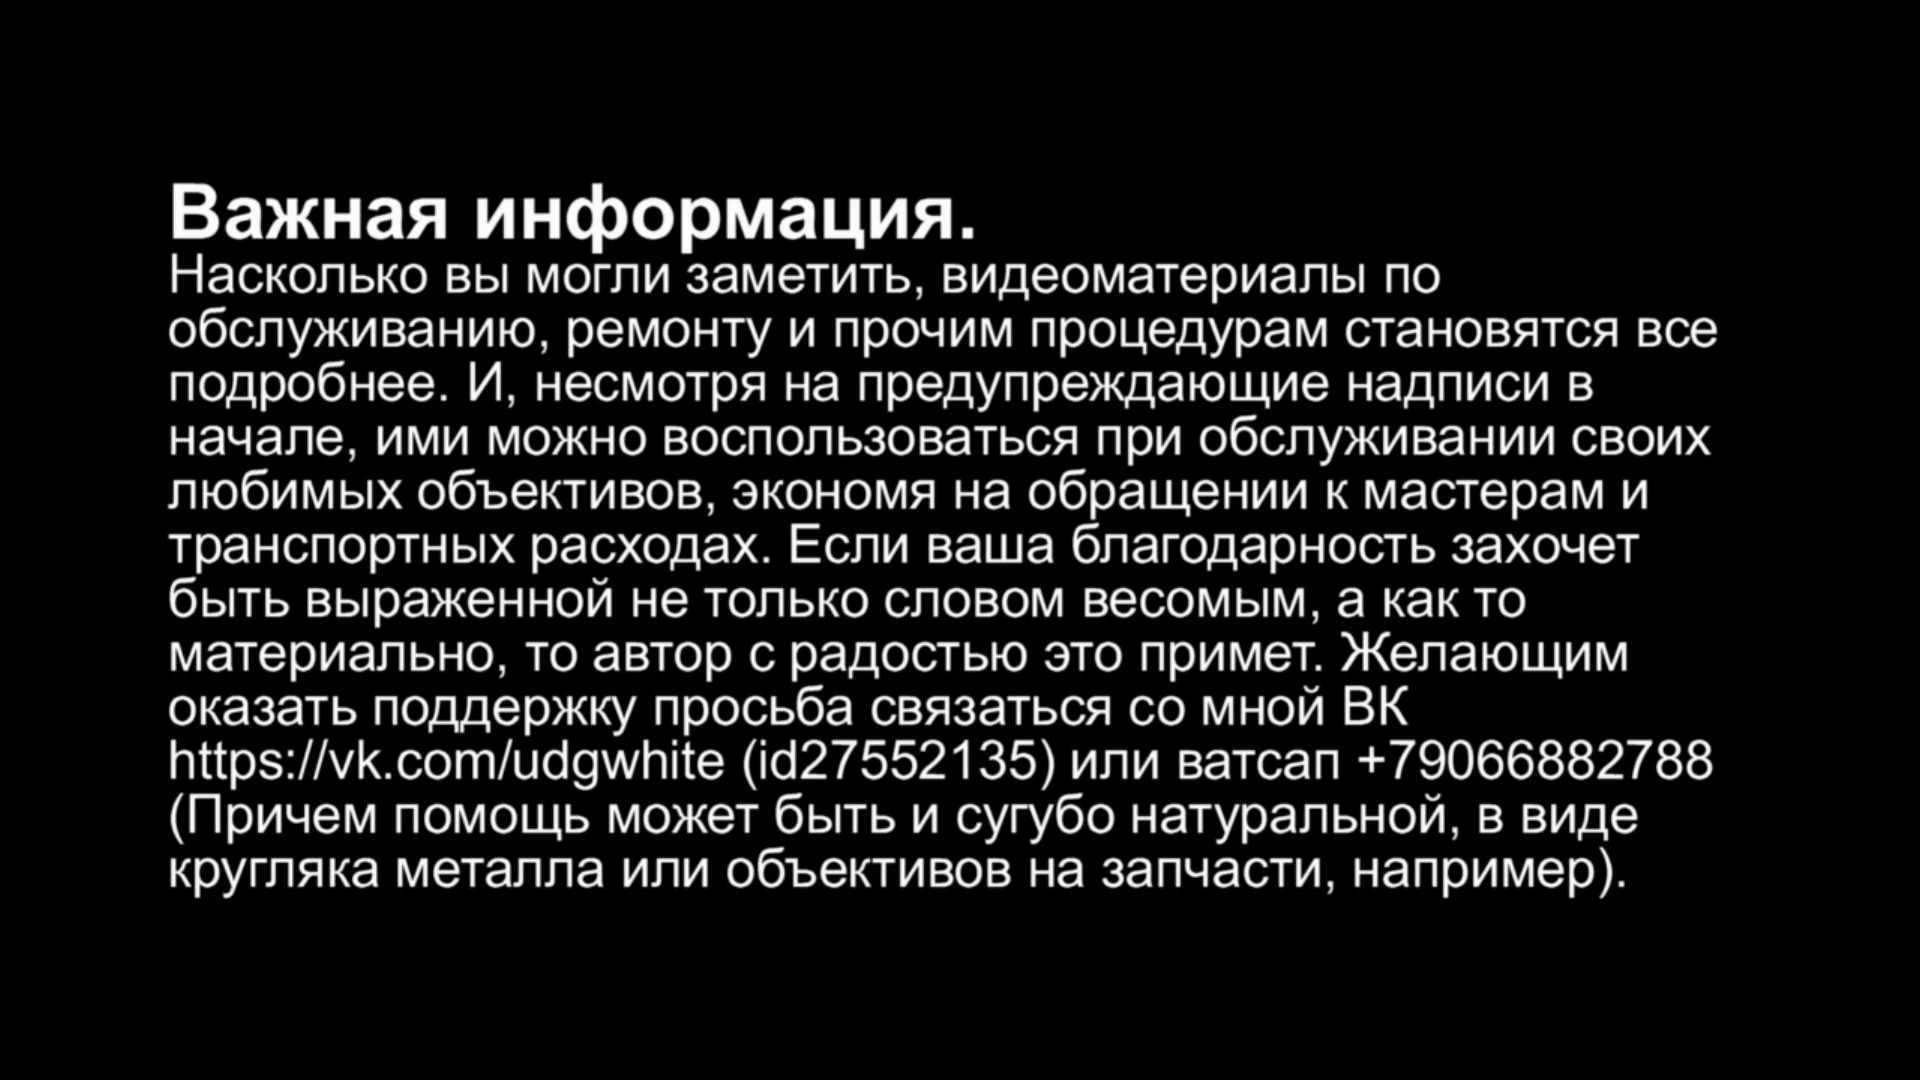 Важная информация.
Насколько вы могли заметить, видеоматериалы по
обслуживанию, ремонту и прочим процедурам становятся все
подробнее. И, несмотря на предупреждающие надписи в
начале, ими можно воспользоваться при обслуживании своих
любимых объективов, экономя на обращении к мастерам и
транспортных расходах. Если ваша благодарность захочет
быть выраженной не только словом весомым, а как то
материально, то автор с радостью это примет. Желающим
оказать поддержку просьба связаться со мной ВК
https://vk.com/udgwhite (id27552135) или ватсап +79066882788
(Причем помощь может быть и сугубо натуральной, в виде
кругляка металла или объективов на запчасти, например).